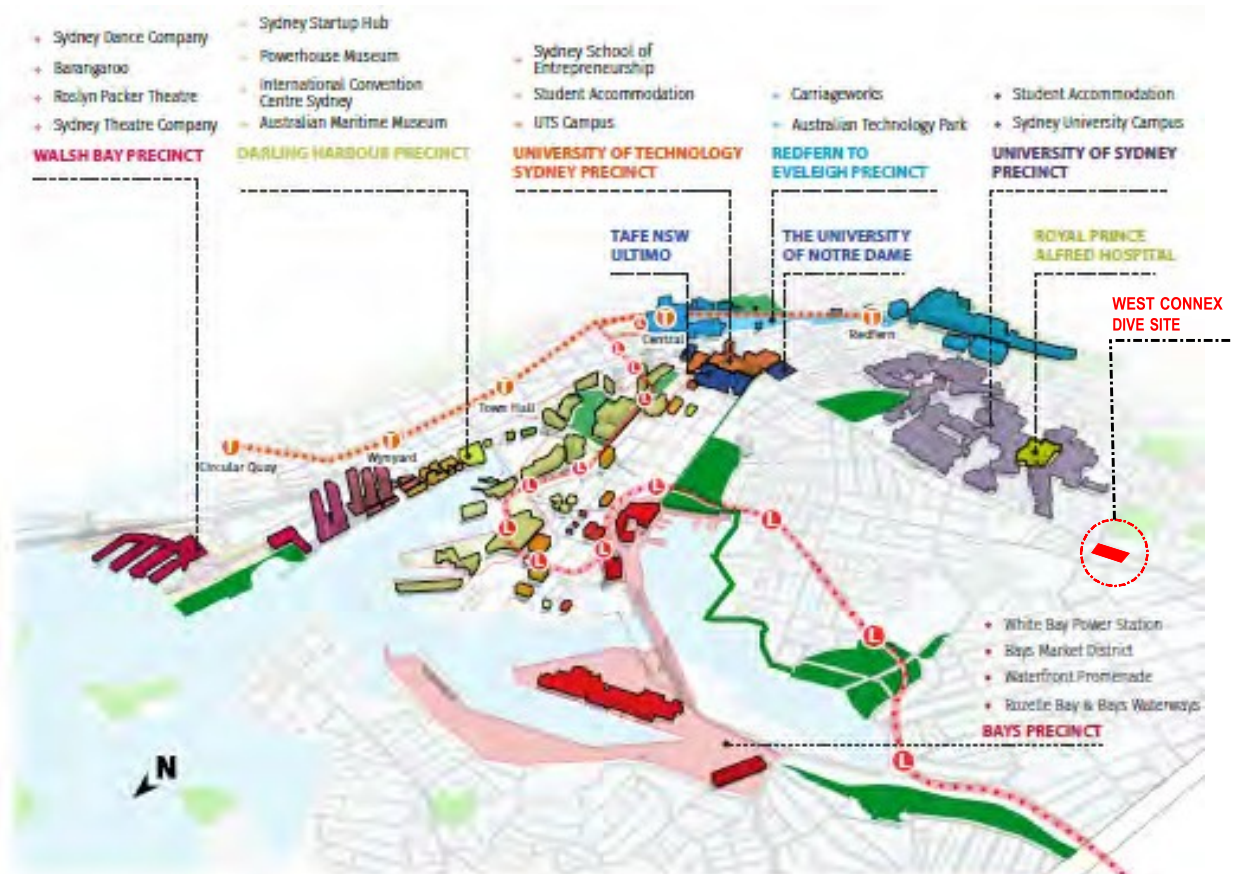 Sydney Dance Company
Barangaroo
Roslyn Packer Theatre
Sydney Theatre Company
WALSH BAY PRECINCT
Sydney Startup Hub
Powerhouse Museum
International Convention
Centre Sydney
Australian Maritime Museum
DARLING HARBOUR PRECINCT
Sydney School of
Entrepreneurship
Student Accommodation
UTS Campus
UNIVERSITY OF TECHNOLOGY
SYDNEY PRECINCT
Carriageworks
Australian Technology Park
REDFERN TO
EVELEIGH PRECINCT
Student Accommodation
Sydney University Campus
UNIVERSITY OF SYDNEY
PRECINCT
TAFE NSW
ULTIMO
THE UNIVERSITY
OF NOTRE DAME
ROYAL PRINCE
ALFRED HOSPITAL
WEST CONNEX
DIVE SITE
T
L
Central
T
Redfern
L
L
L
T
Town Hall
T
Circular Quay
T
Wynyard
L
L
L
L
L
L
L
L
White Bay Power Station
Bays Market District
Waterfront Promenade
Rozelle Bay & Bays Waterways
BAYS PRECINCT
L
N